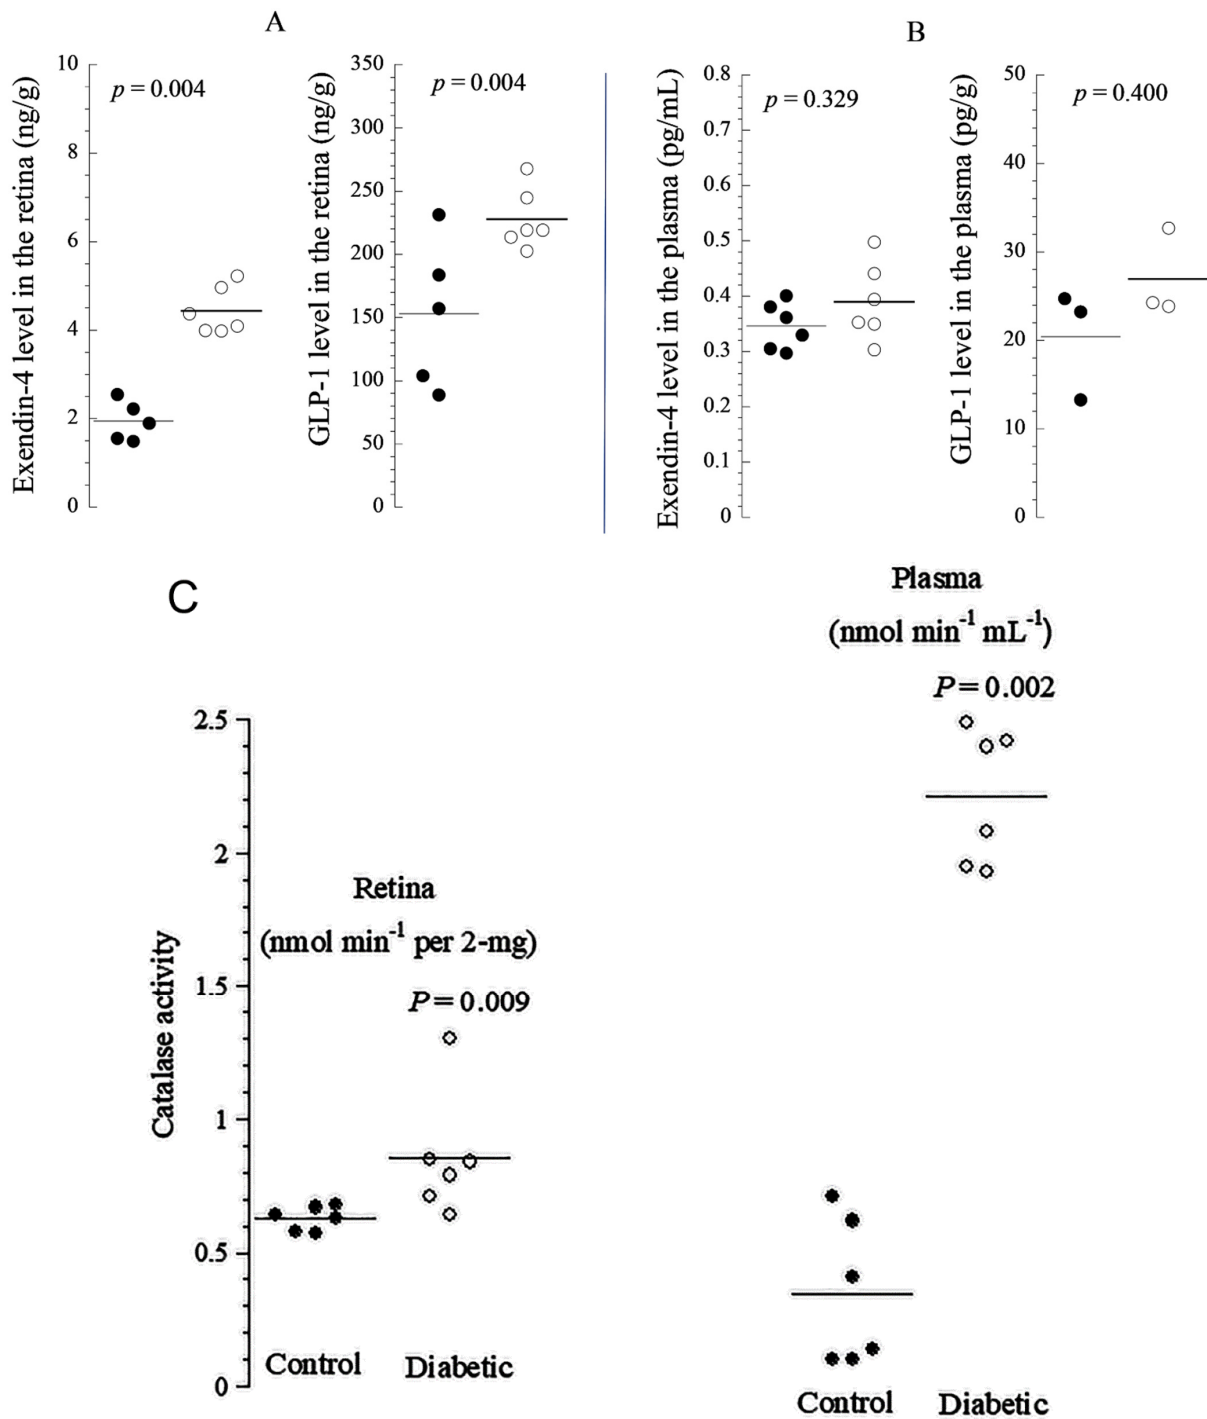 A
Exendin-4 level in the retina (ng/g)
10
8
6
4
2
0
p = 0.004
GLP-1 level in the retina (ng/g)
350
300
250
200
150
100
50
0
p = 0.004
B
Exendin-4 level in the plasma (pg/mL)
0.8
0.7
0.6
0.5
0.4
0.3
0.2
0.1
0
p = 0.329
GLP-1 level in the plasma (pg/g)
50
40
30
20
10
0
p = 0.400
C
Catalase activity
2.5
2
1.5
1
0.5
0
Retina
(nmol min⁻¹ per 2-mg)
P = 0.009
Control
Diabetic
Plasma
(nmol min⁻¹ mL⁻¹)
P = 0.002
Control
Diabetic